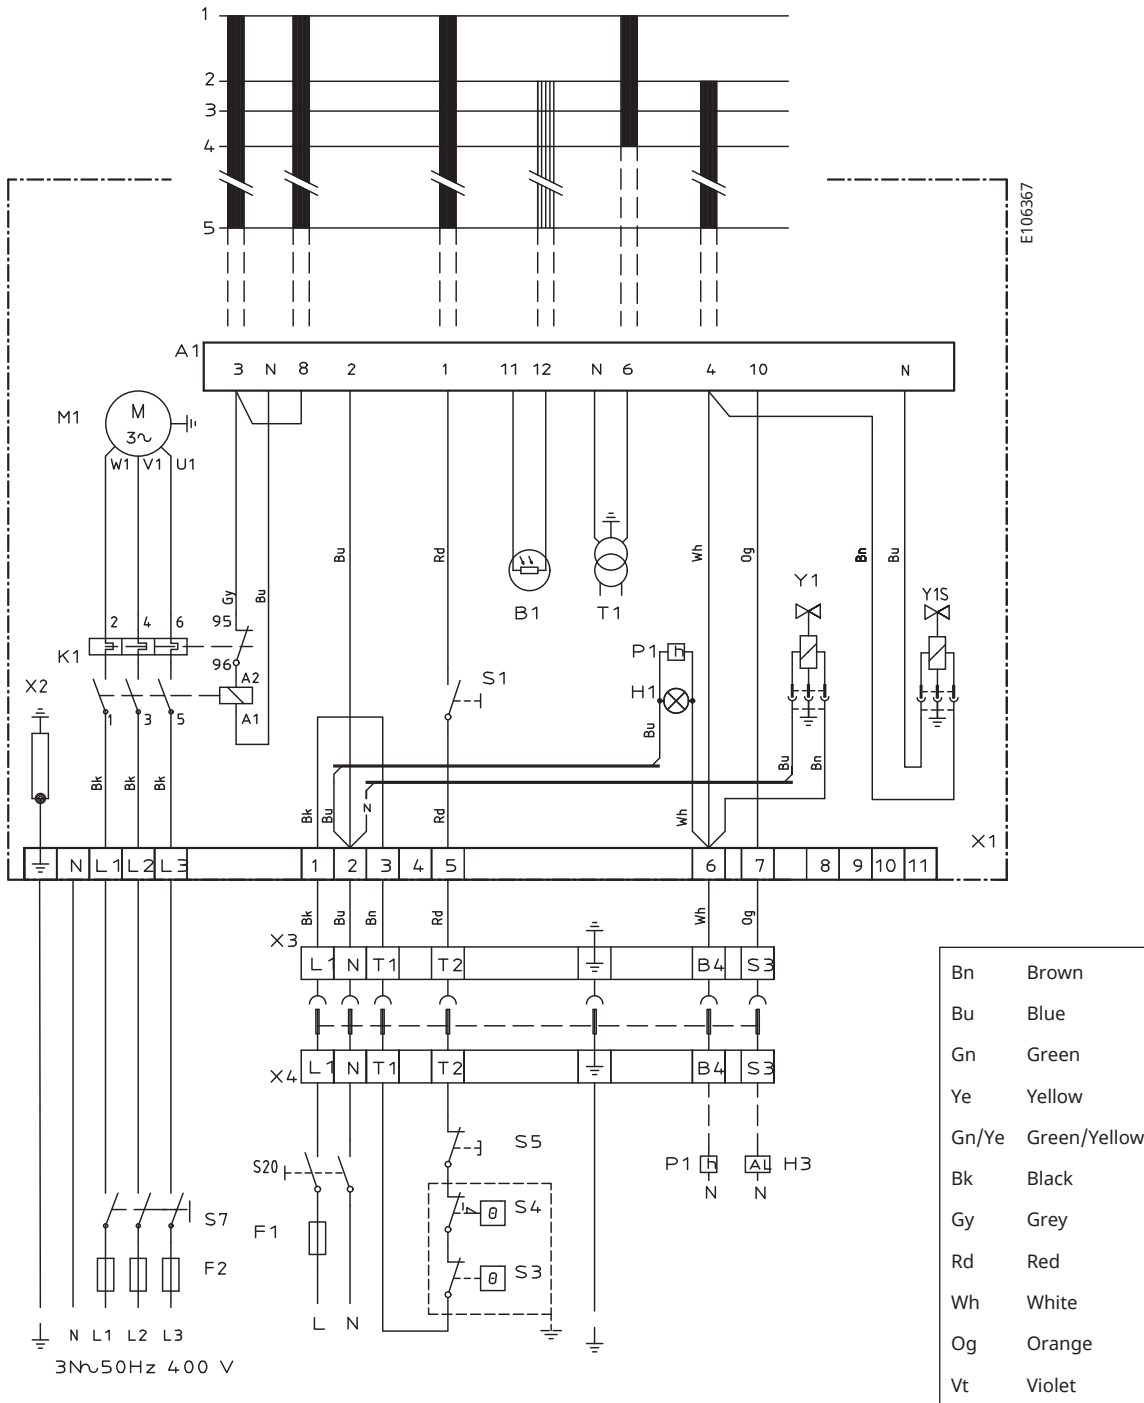 1
2
3
4
5
E106367
A1
3 N 8 2 1 11 12 N 6 4 10 N
M1
M
3~
W1 V1 U1
Bu Rd Wh Og Bn Bu
B1 T1
Y1
Y1S
Gy Bu
2 4 6 95
K1
96
P1 h
S1
H1
X2
A2
1 3 5 A1
Bu
Bk Bk Bk
Bu Bn
N
Bk Bu Rd Wh
X1
N L1 L2 L3 1 2 3 4 5 6 7 8 9 10 11
Bk Bu Bn Rd Wh Og
X3
L1 N T1 T2 B4 S3
X4
L1 N T1 T2 B4 S3
S5
S20
P1 h AL H3
N N
S4
θ
S7
F1
F2
S3
θ
L N
N L1 L2 L3
3N~50Hz 400 V
Bn Brown
Bu Blue
Gn Green
Ye Yellow
Gn/Ye Green/Yellow
Bk Black
Gy Grey
Rd Red
Wh White
Og Orange
Vt Violet